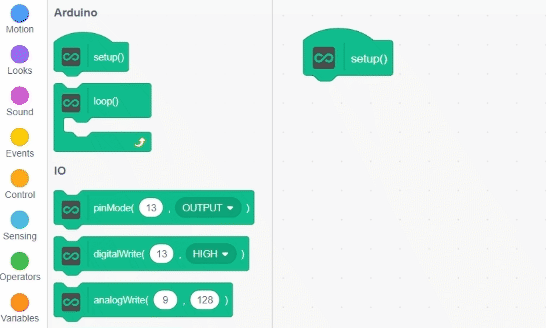 Motion
Looks
Sound
Events
Control
Sensing
Operators
Variables
Arduino
setup()
loop()
IO
pinMode( 13 , OUTPUT )
digitalWrite( 13 , HIGH )
analogWrite( 9 , 128 )
setup()